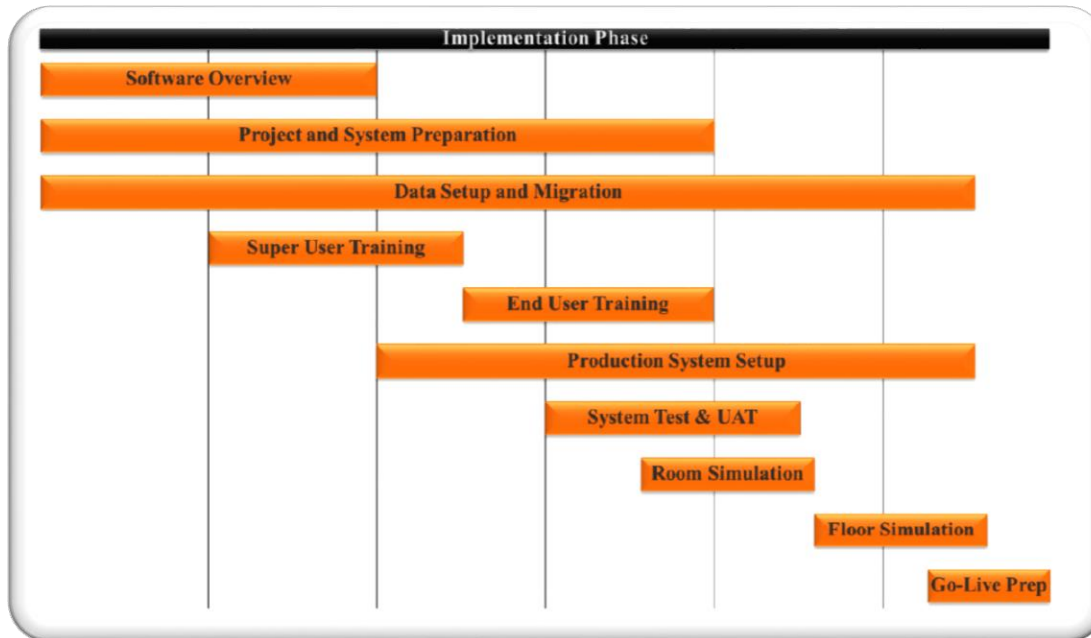 Implementation Phase
Software Overview
Project and System Preparation
Data Setup and Migration
Super User Training
End User Training
Production System Setup
System Test & UAT
Room Simulation
Floor Simulation
Go-Live Prep